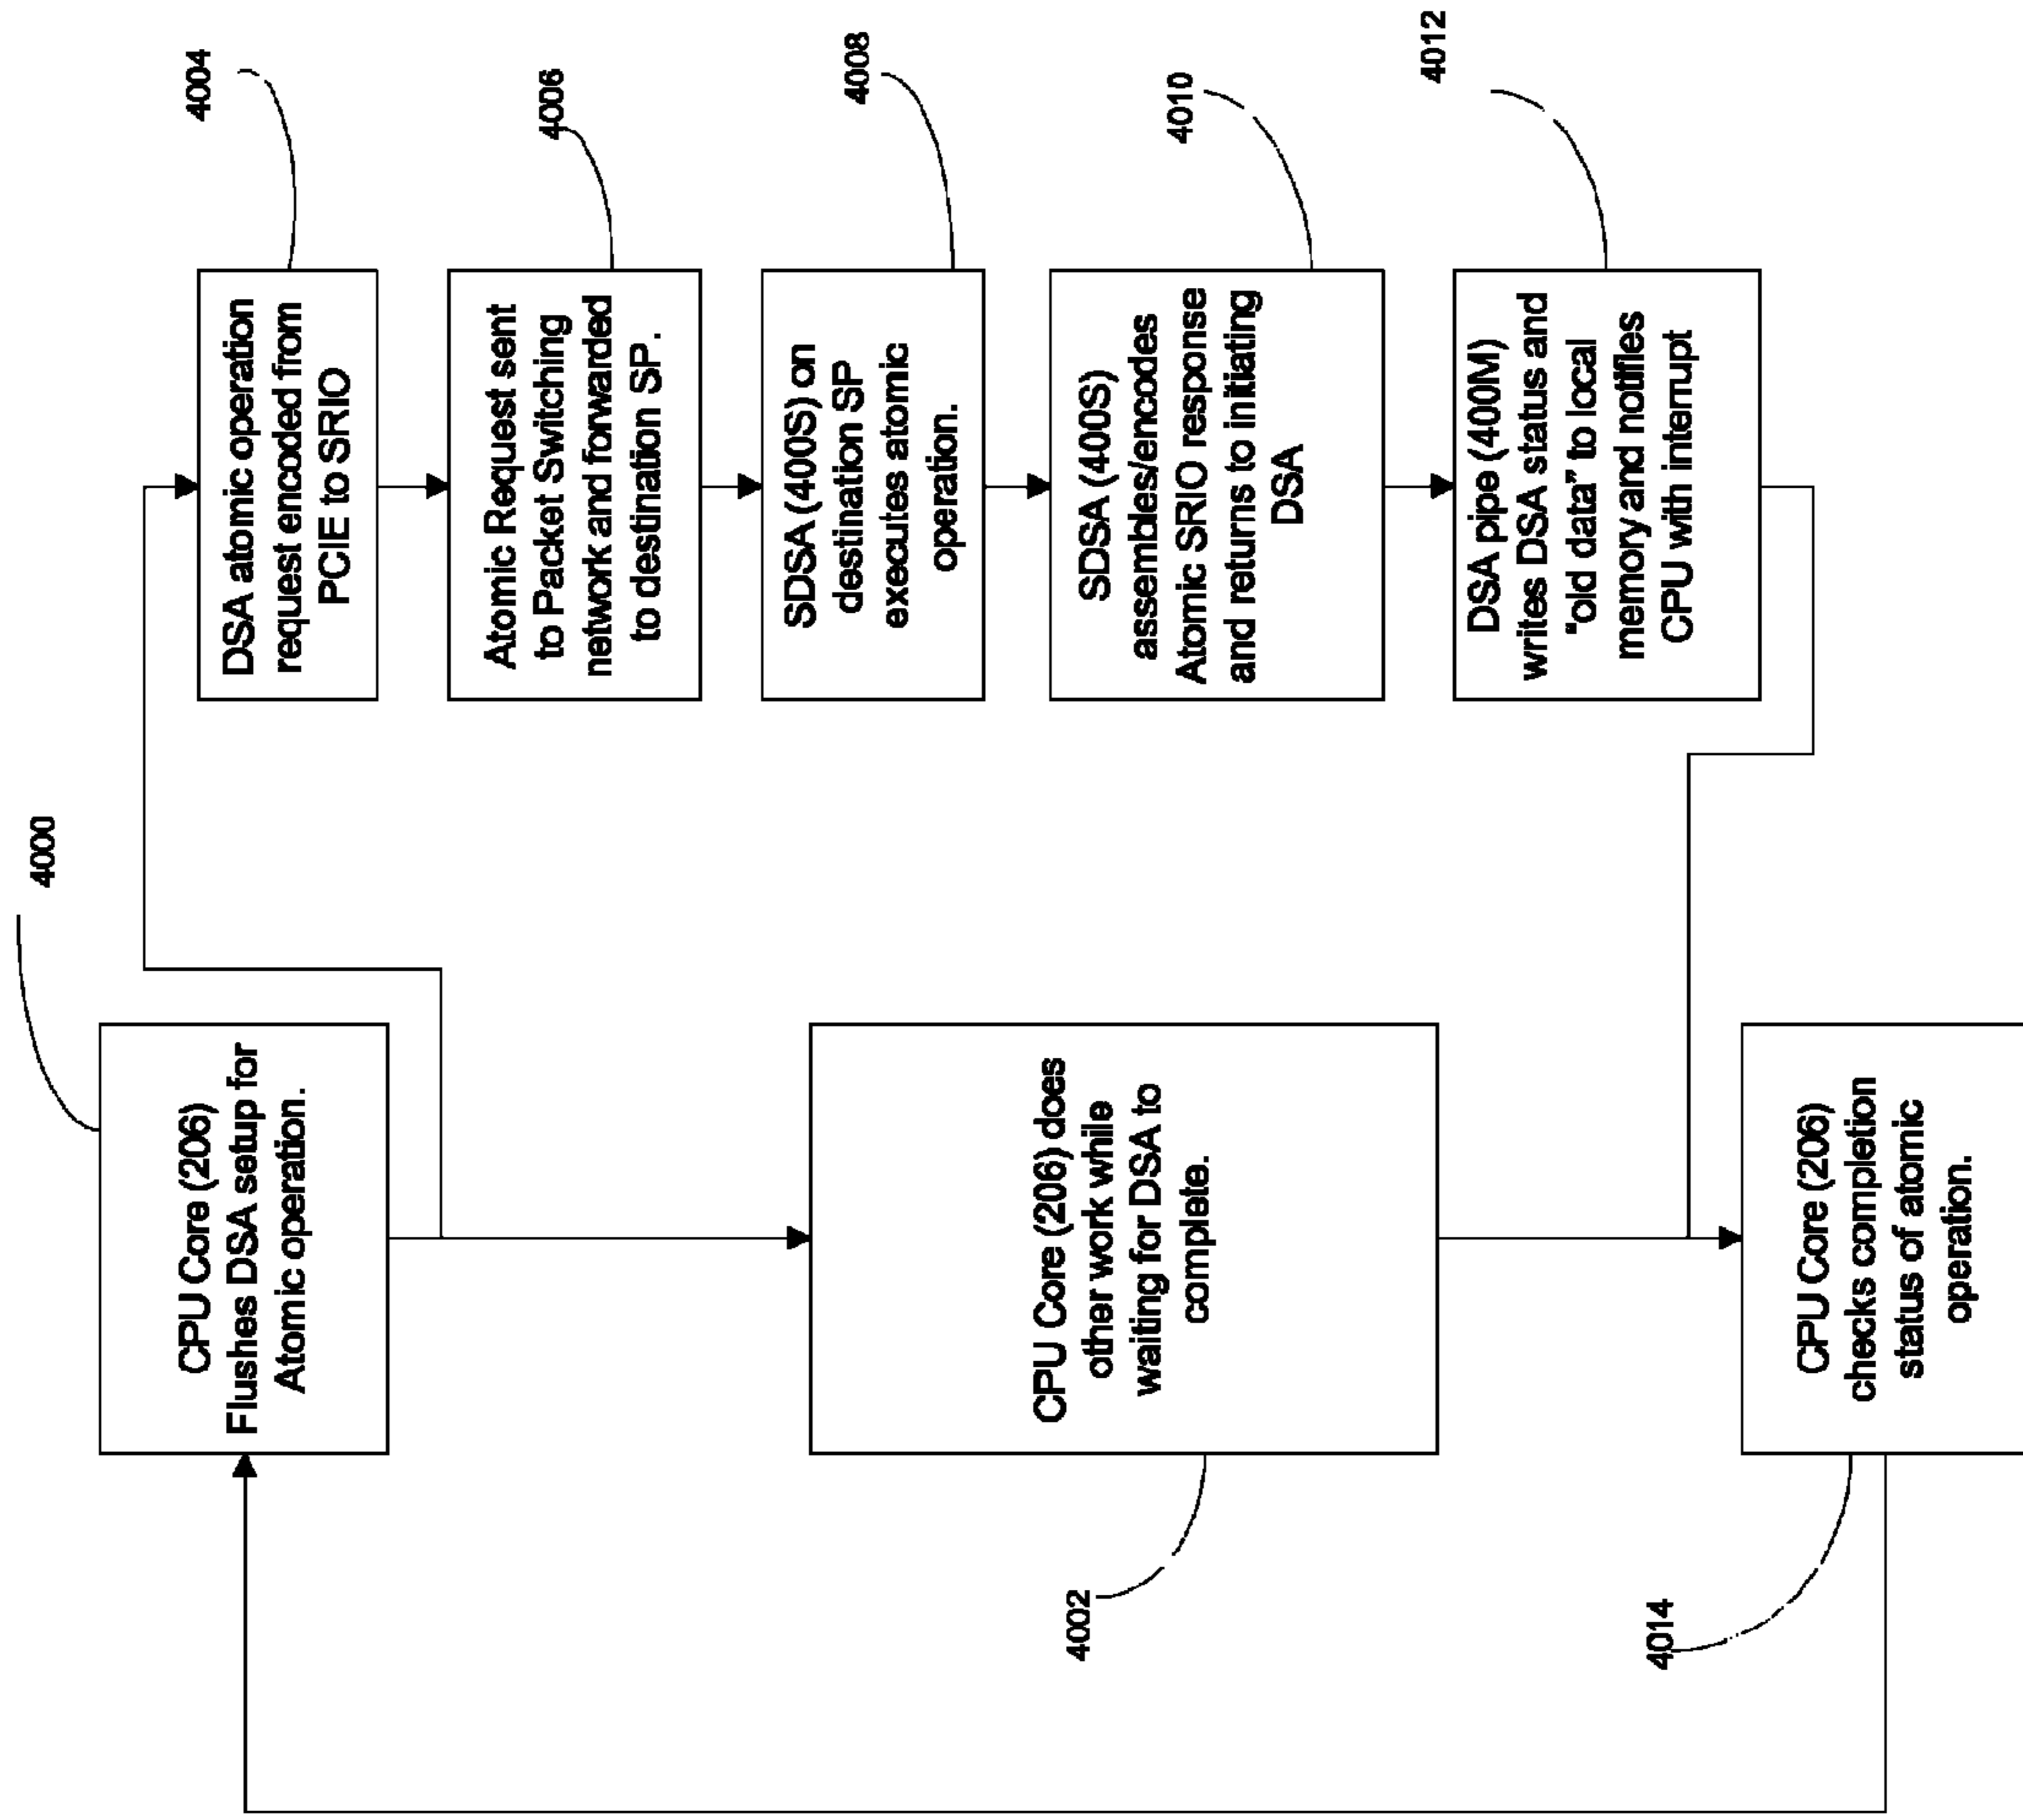 4000
CPU Core (206)
Flushes DSA setup for
Atomic operation.
4002
CPU Core (206) does
other work while
waiting for DSA to
complete.
4004
DSA atomic operation
request encoded from
PCIE to SRIO
4006
Atomic Request sent
to Packet Switching
network and forwarded
to destination SP.
4008
SDSA (400S) on
destination SP
executes atomic
operation.
4010
SDSA (400S)
assembles/encodes
Atomic SRIO response
and returns to initiating
DSA
4012
DSA pipe (400M)
writes DSA status and
"old data" to local
memory and notifies
CPU with interrupt
4014
CPU Core (206)
checks completion
status of atomic
operation.